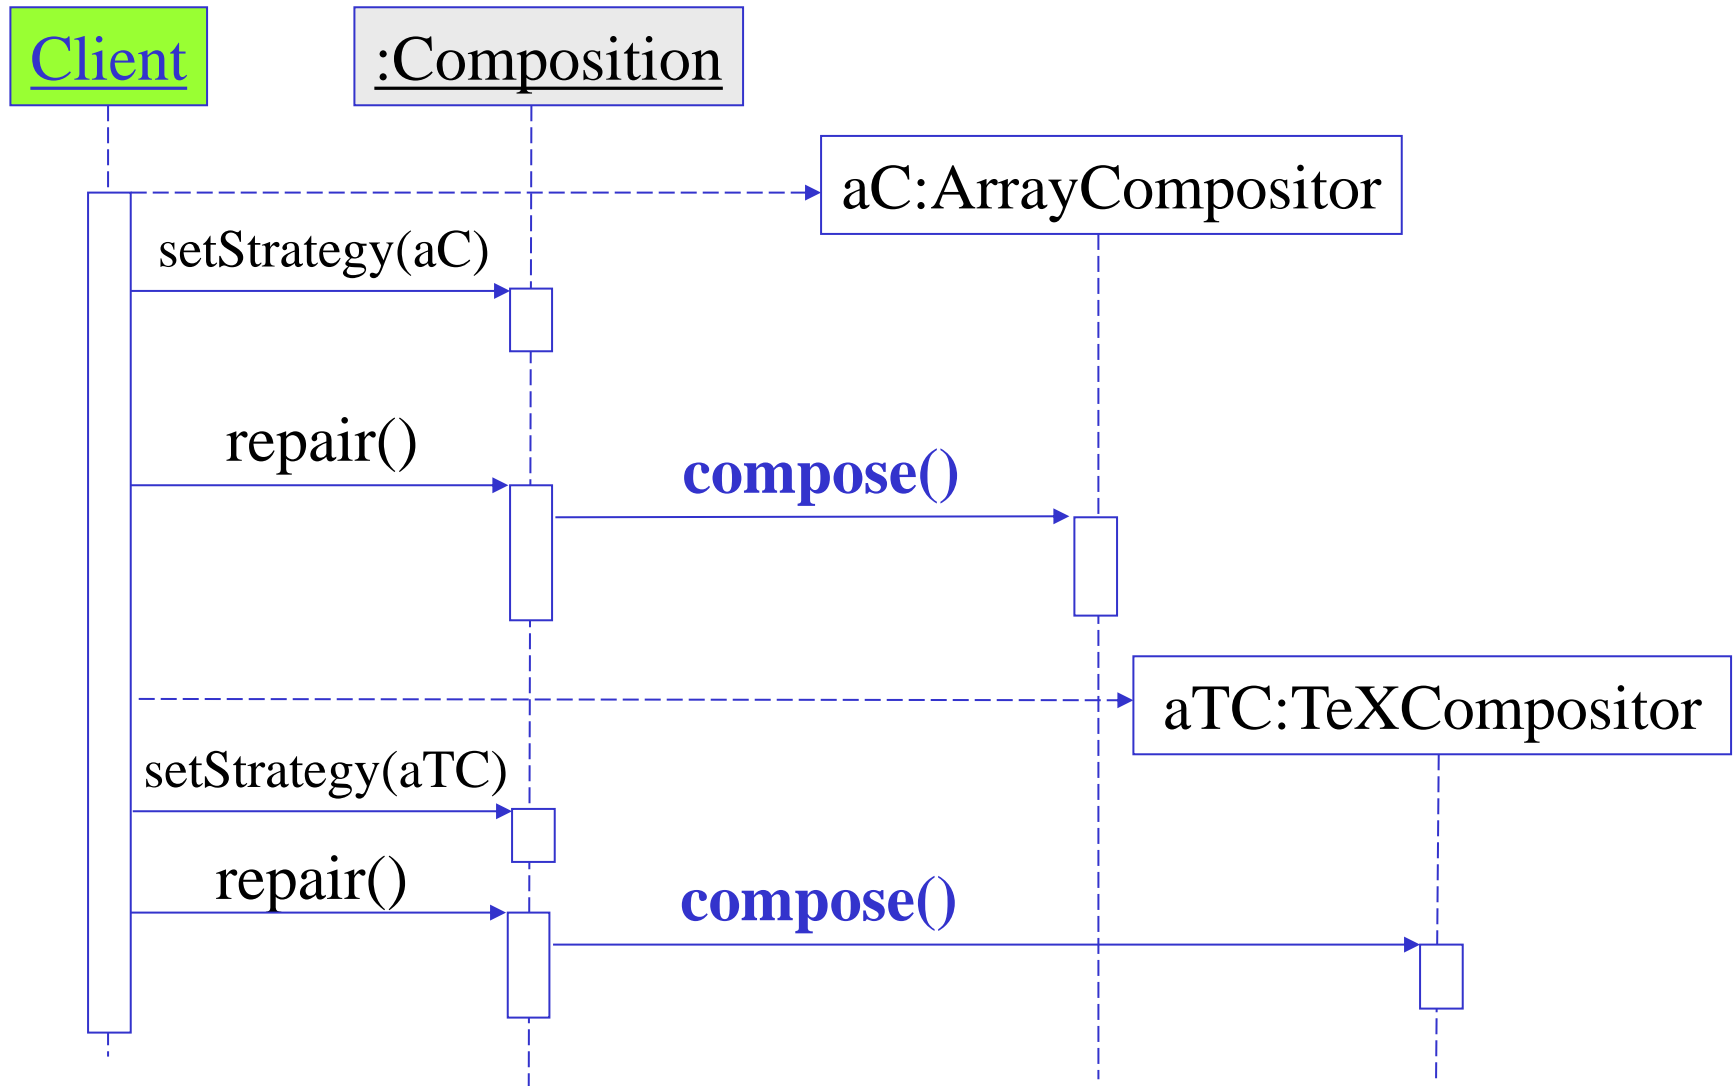 Client
:Composition
aC:ArrayCompositor
setStrategy(aC)
repair()
compose()
aTC:TeXCompositor
setStrategy(aTC)
repair()
compose()